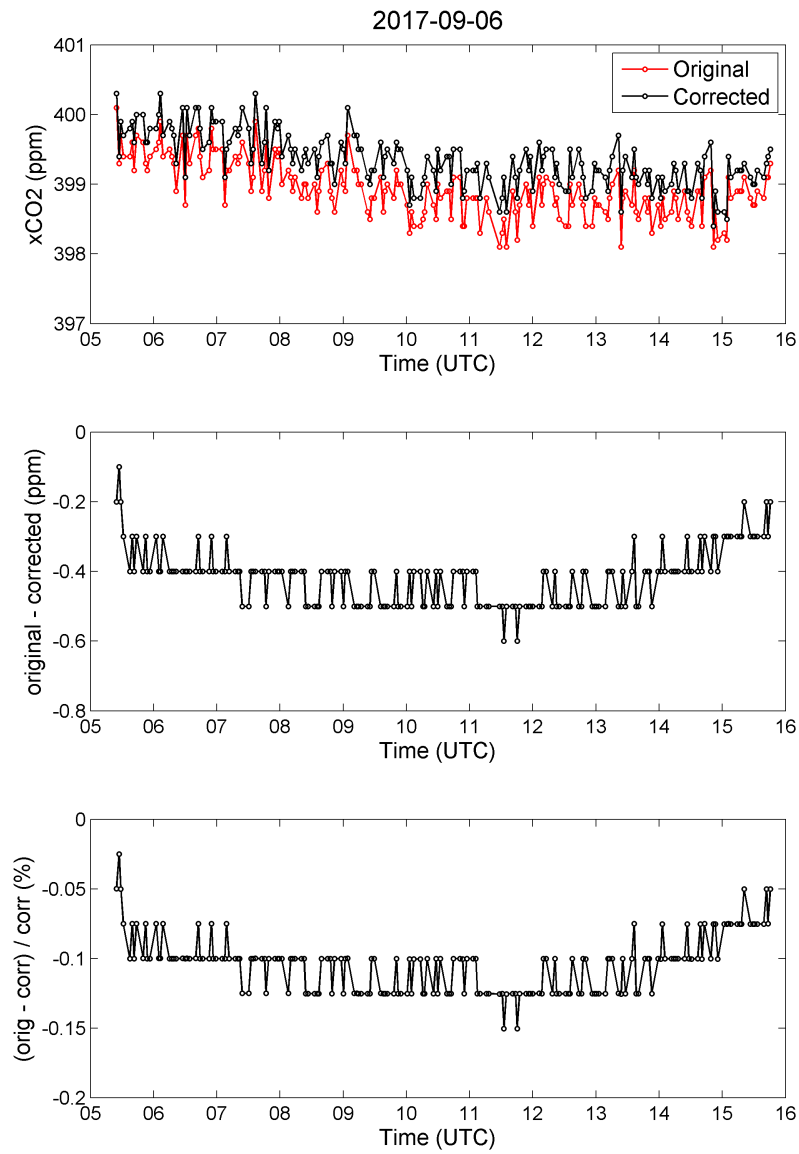 2017-09-06
401
400
399
398
397
xCO2 (ppm)
Original
Corrected
05 06 07 08 09 10 11 12 13 14 15 16
Time (UTC)
0
-0.2
-0.4
-0.6
-0.8
original - corrected (ppm)
05 06 07 08 09 10 11 12 13 14 15 16
Time (UTC)
0
-0.05
-0.1
-0.15
-0.2
(orig - corr) / corr (%)
05 06 07 08 09 10 11 12 13 14 15 16
Time (UTC)